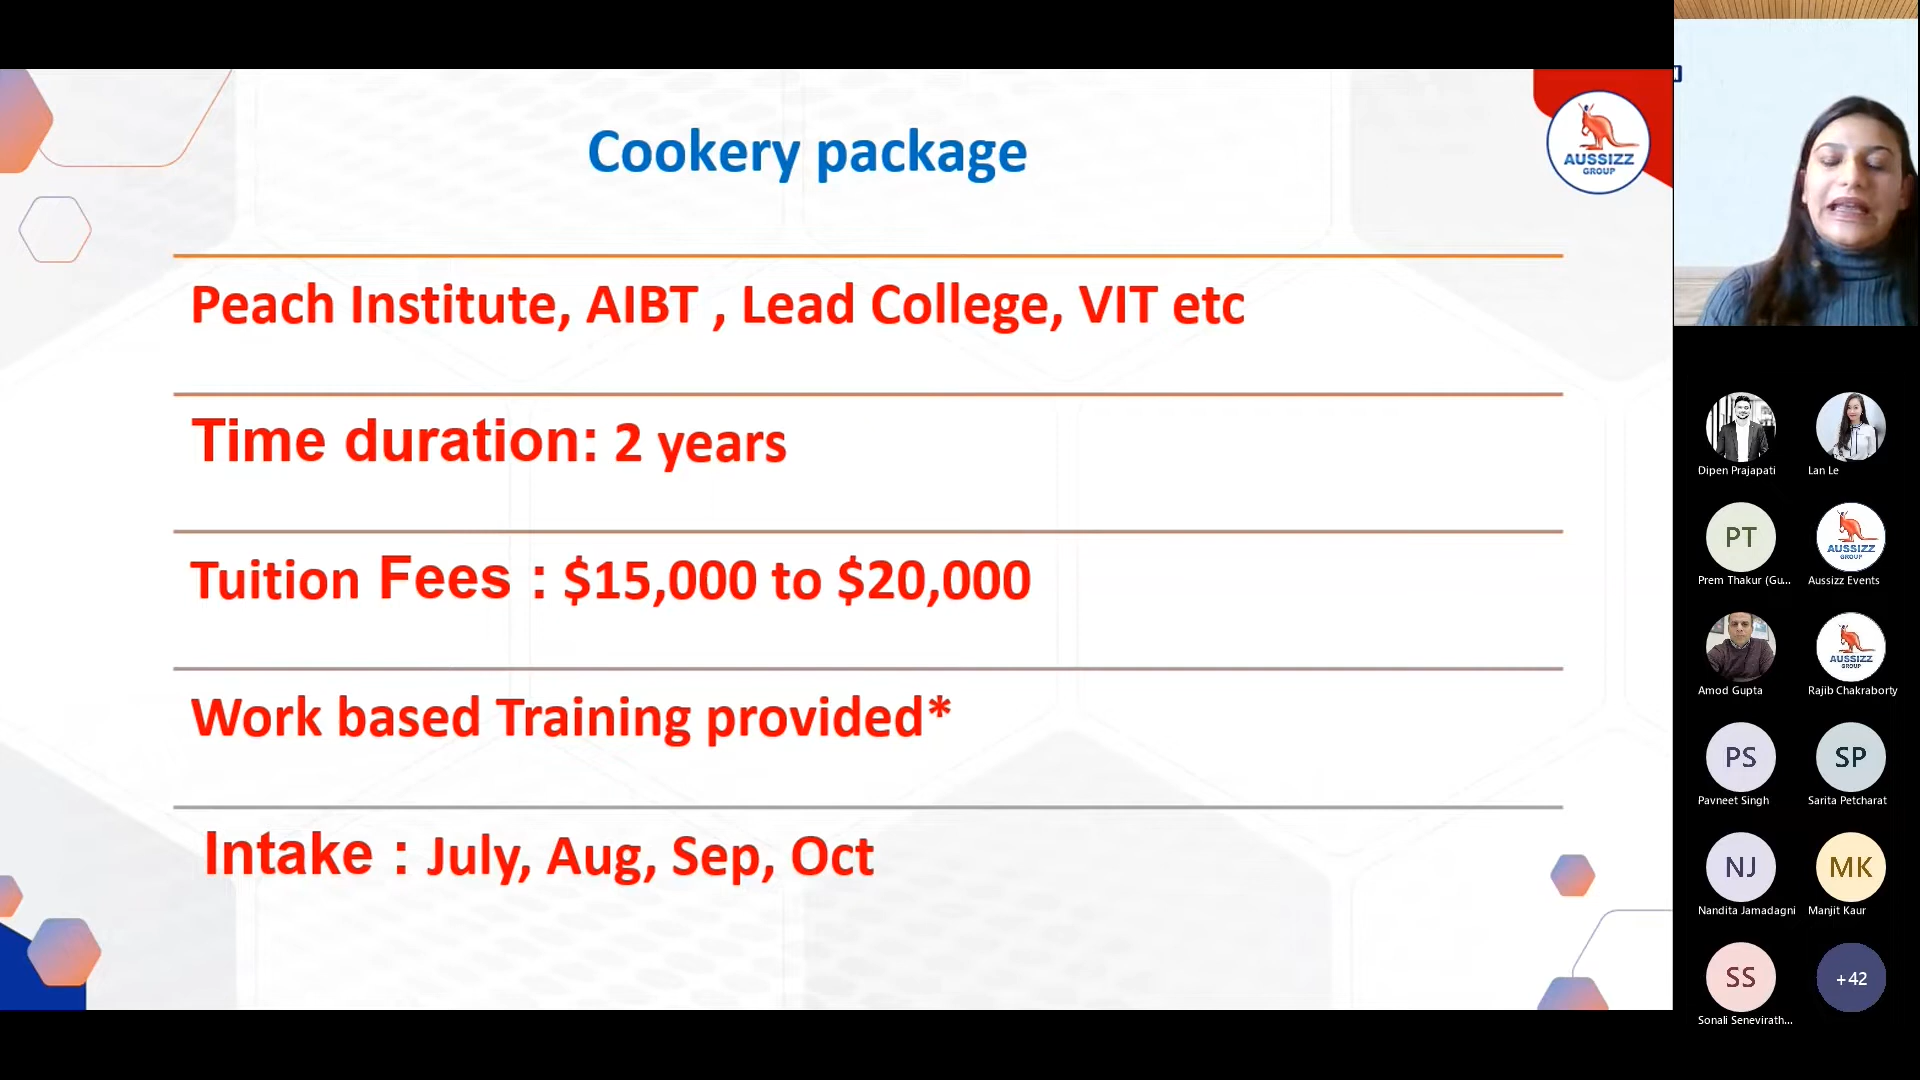 Cookery package
AUSSIZZ
GROUP
Peach Institute, AIBT , Lead College, VIT etc
Time duration: 2 years
Tuition Fees : $15,000 to $20,000
Work based Training provided*
Intake : July, Aug, Sep, Oct
Dipen Prajapati
Lan Le
PT
Prem Thakur (Gu...
AUSSIZZ
GROUP
Aussizz Events
Amod Gupta
AUSSIZZ
GROUP
Rajib Chakraborty
PS
Pavneet Singh
SP
Sarita Petcharat
NJ
Nandita Jamadagni
MK
Manjit Kaur
SS
Sonali Senevirath...
+42